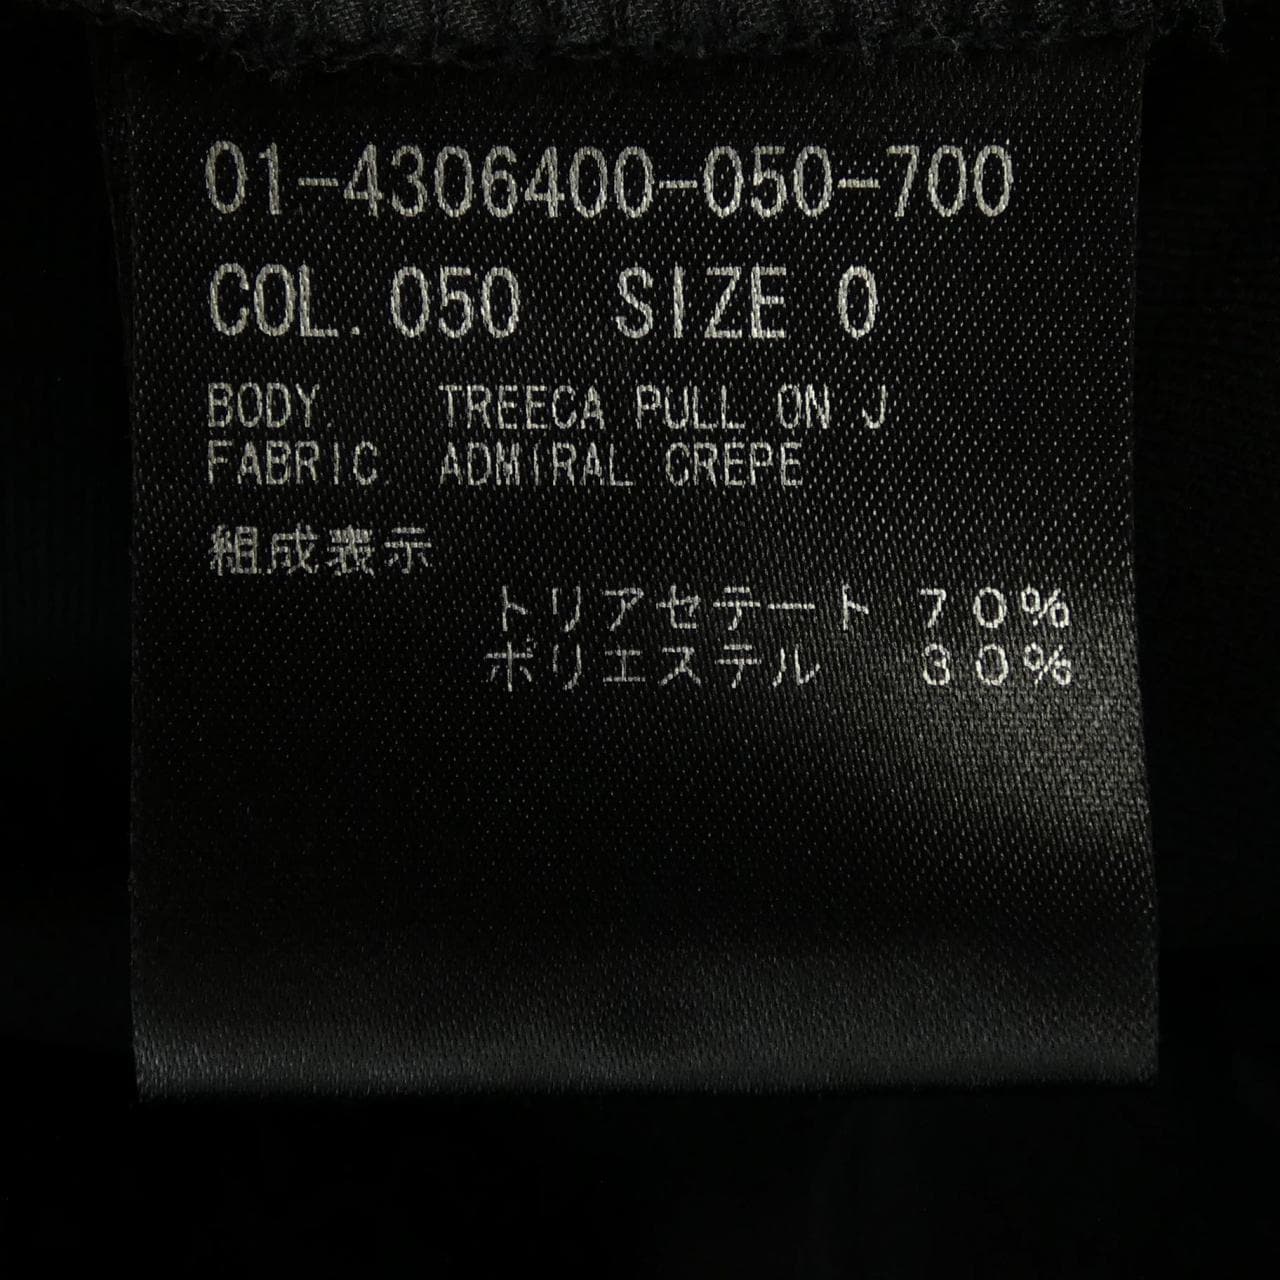 01-4306400-050-700
COL. 050 SIZE 0
BODY TREECA PULL ON J
FABRIC ADMIRAL CREPE
組成表示
トリアセテート 70%
ポリエステル 30%